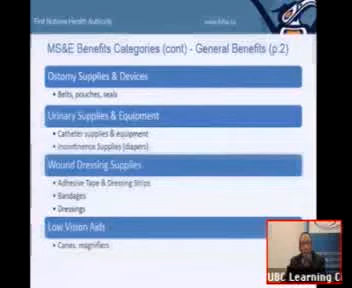 First Nations Health Authority
www.fnha.ca
MS&E Benefits Categories (cont) - General Benefits (p.2)
Ostomy Supplies & Devices
• Belts, pouches, seals
Urinary Supplies & Equipment
• Catheter supplies & equipment
• Incontinence Supplies (diapers)
Wound Dressing Supplies
• Adhesive Tape & Dressing Strips
• Bandages
• Dressings
Low Vision Aids
• Canes, magnifiers
UBC Learning C